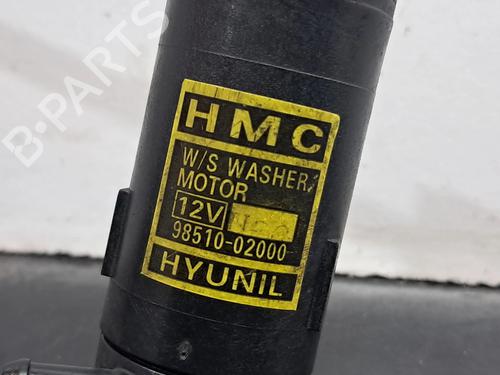 B-PARTS
HMC
W/S WASHER
MOTOR
12V
98510-02000
HYUNIL